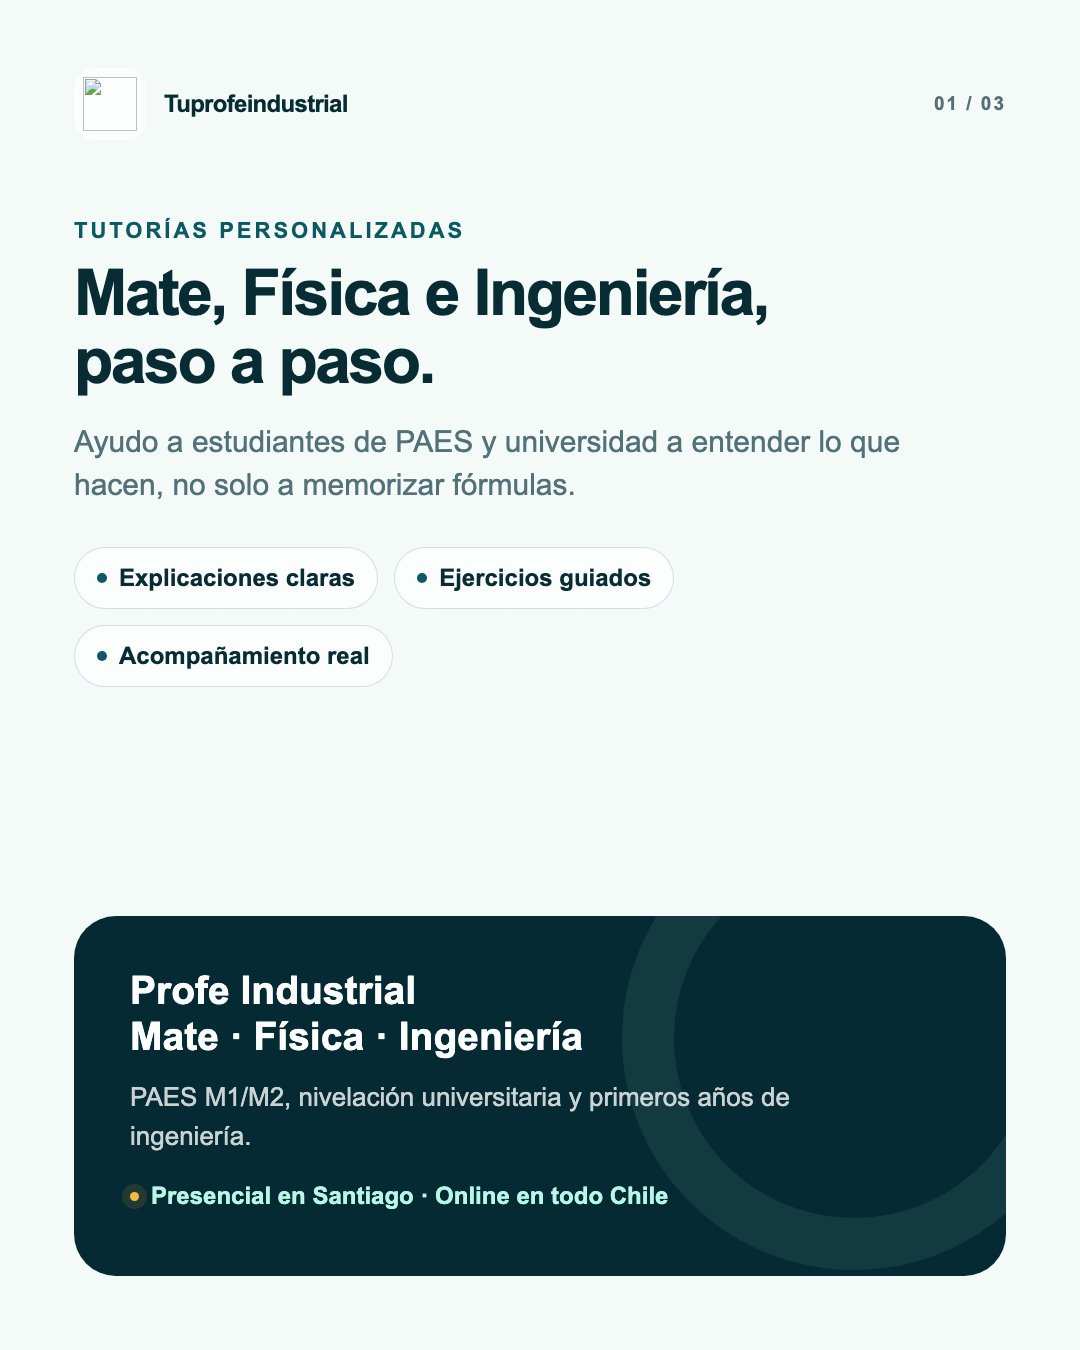 Tuprofeindustrial
01 / 03
TUTORÍAS PERSONALIZADAS
Mate, Física e Ingeniería,
paso a paso.
Ayudo a estudiantes de PAES y universidad a entender lo que
hacen, no solo a memorizar fórmulas.
Explicaciones claras
Ejercicios guiados
Acompañamiento real
Profe Industrial
Mate · Física · Ingeniería
PAES M1/M2, nivelación universitaria y primeros años de
ingeniería.
Presencial en Santiago · Online en todo Chile